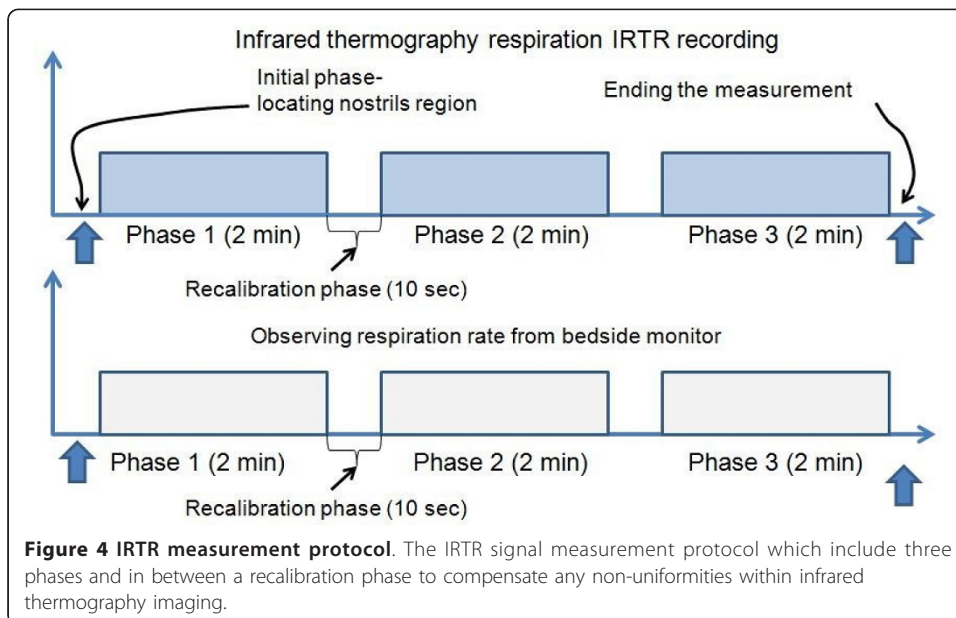 Infrared thermography respiration IRTR recording
Initial phase-
locating nostrils region
Ending the measurement
Phase 1 (2 min)
Phase 2 (2 min)
Phase 3 (2 min)
Recalibration phase (10 sec)
Observing respiration rate from bedside monitor
Phase 1 (2 min)
Phase 2 (2 min)
Phase 3 (2 min)
Recalibration phase (10 sec)
Figure 4 IRTR measurement protocol. The IRTR signal measurement protocol which include three
phases and in between a recalibration phase to compensate any non-uniformities within infrared
thermography imaging.